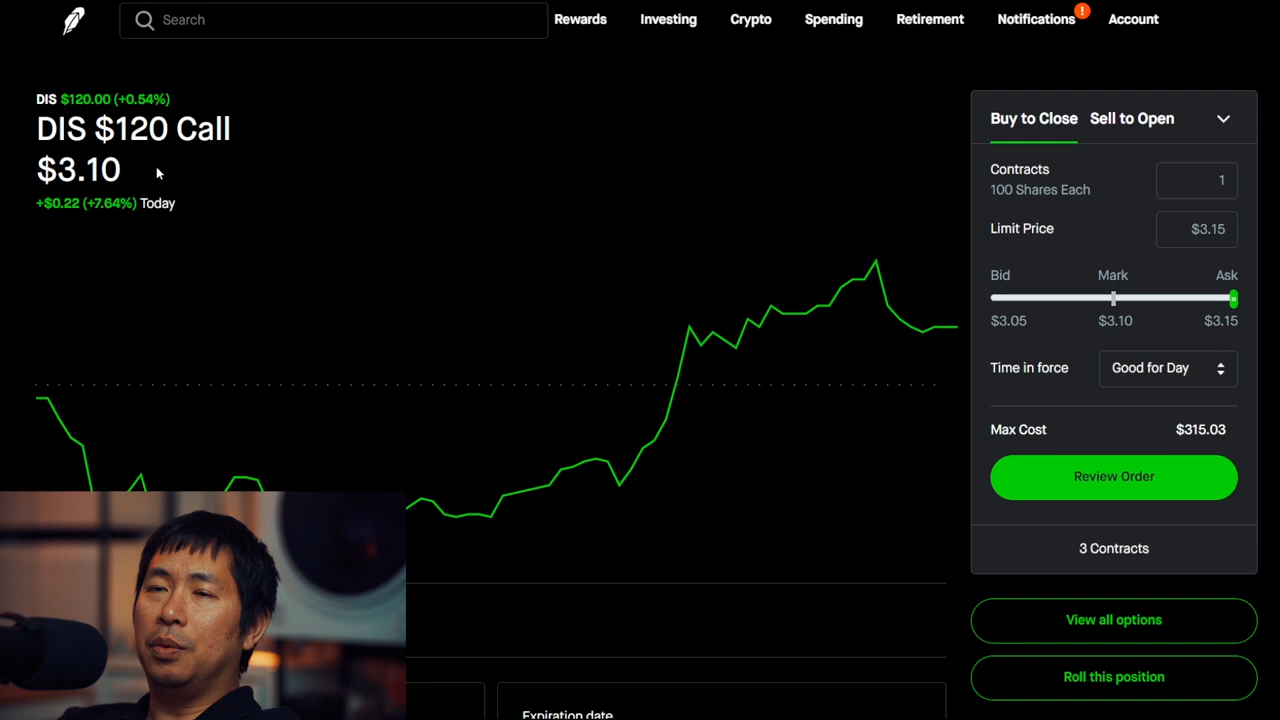 Search
Rewards Investing Crypto Spending Retirement Notifications ! Account
DIS $120.00 (+0.54%)
DIS $120 Call
$3.10
+$0.22 (+7.64%) Today
Buy to Close Sell to Open
Contracts 1
100 Shares Each
Limit Price $3.15
Bid Mark Ask
$3.05 $3.10 $3.15
Time in force Good for Day
Max Cost $315.03
Review Order
3 Contracts
View all options
Roll this position
Expiration date